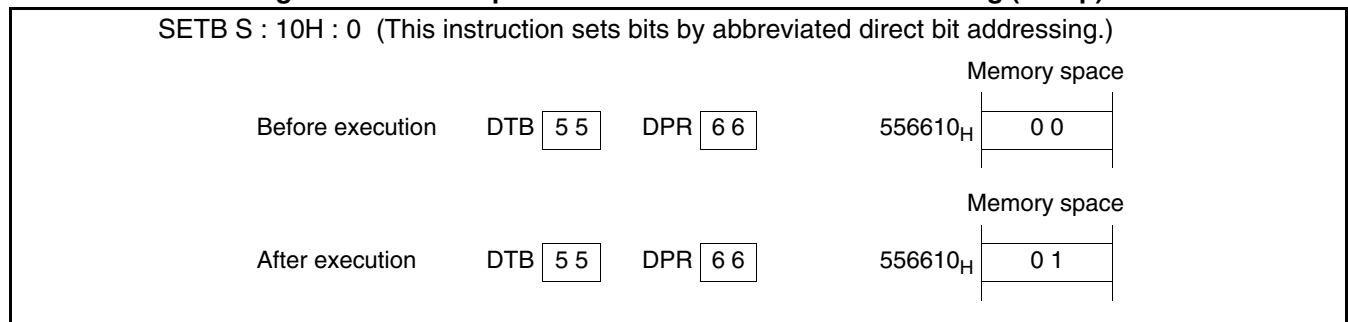 SETB S : 10H : 0 (This instruction sets bits by abbreviated direct bit addressing.)
Memory space
Before execution DTB 5 5 DPR 6 6 556610H 0 0
Memory space
After execution DTB 5 5 DPR 6 6 556610H 0 1